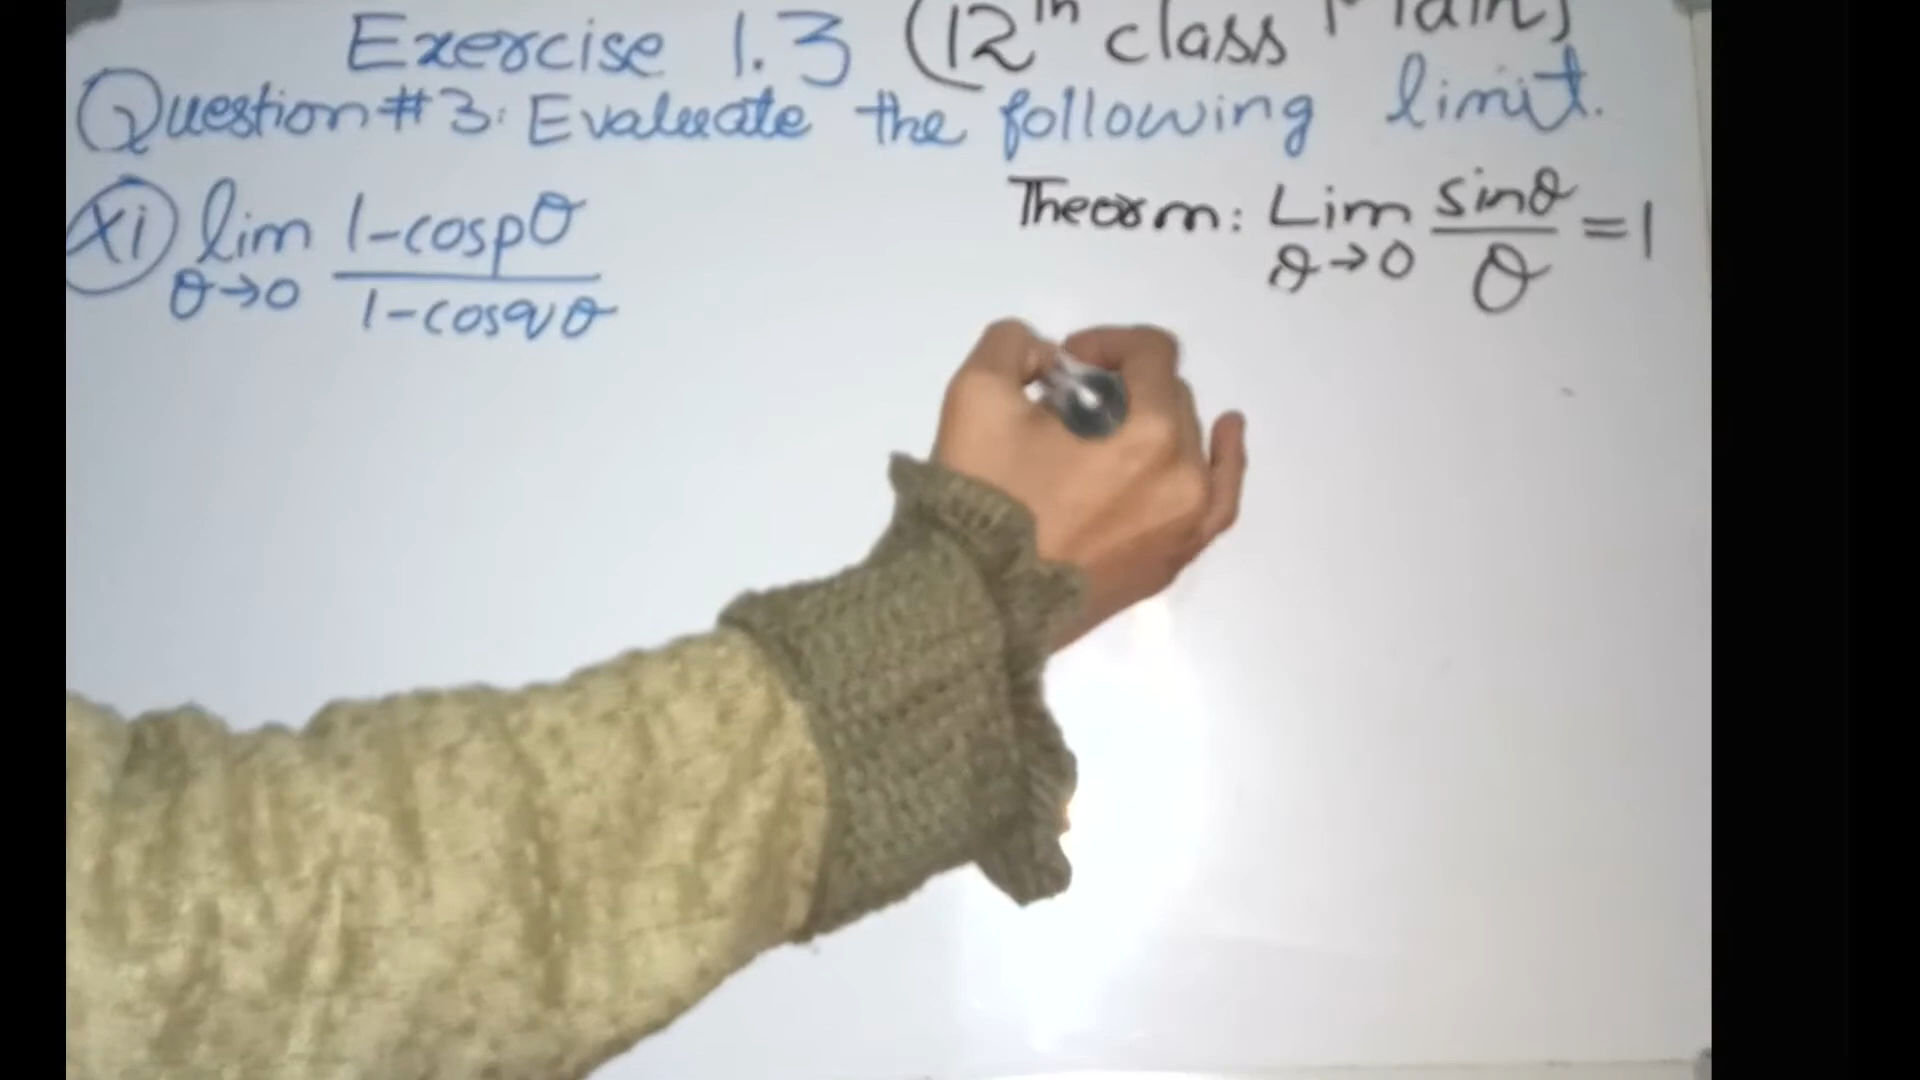 Exercise 1.3 (12th class Math)
Question #3: Evaluate the following limit.
xi lim θ→0 1-cospθ / 1-cosqθ
Theorm: Lim θ→0 sinθ / θ = 1